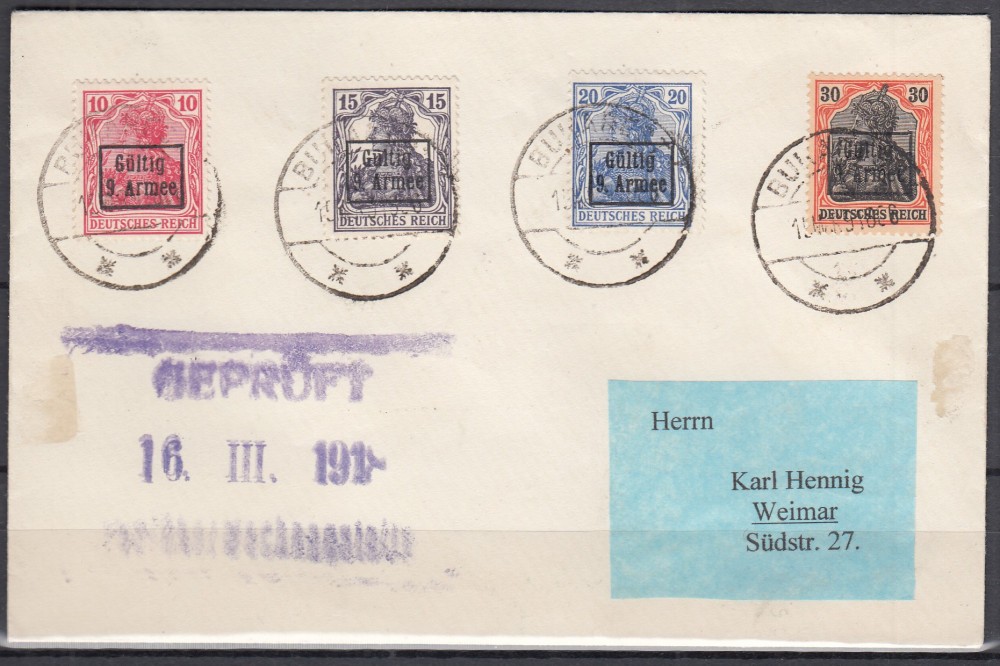 10 10
Gültig
9. Armee
DEUTSCHES REICH
15 15
Gültig
9. Armee
DEUTSCHES REICH
20 20
Gültig
9. Armee
DEUTSCHES REICH
30 30
Gültig
9. Armee
DEUTSCHES REICH
GEPRÜFT
16. III. 191
Herrn
Karl Hennig
Weimar
Südstr. 27.